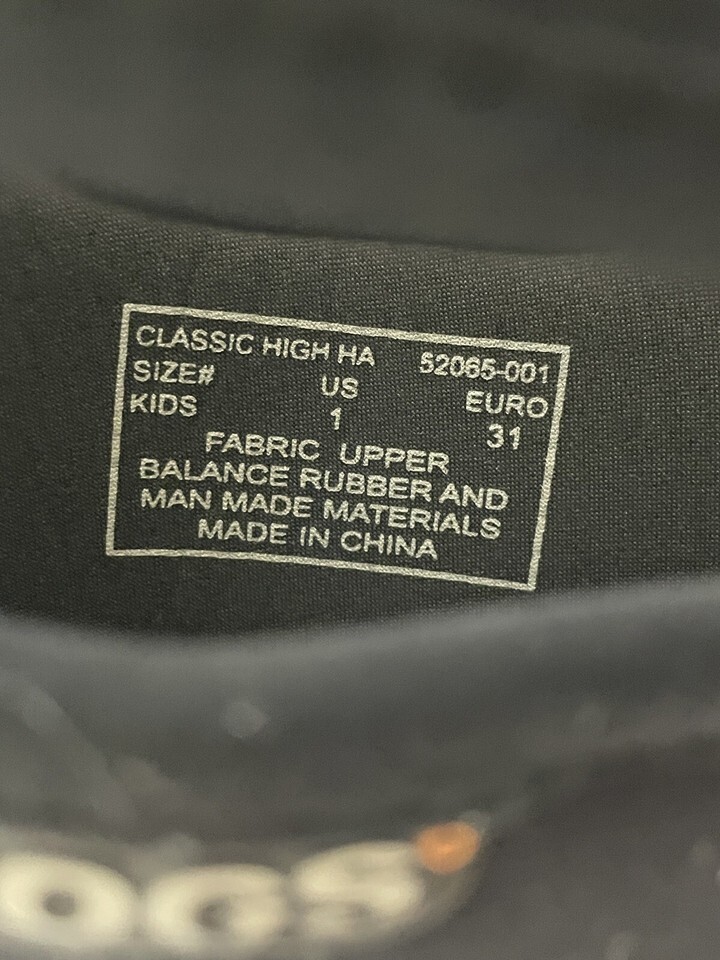 CLASSIC HIGH HA 52065-001
SIZE# US EURO
KIDS 1 31
FABRIC UPPER
BALANCE RUBBER AND
MAN MADE MATERIALS
MADE IN CHINA
OGS